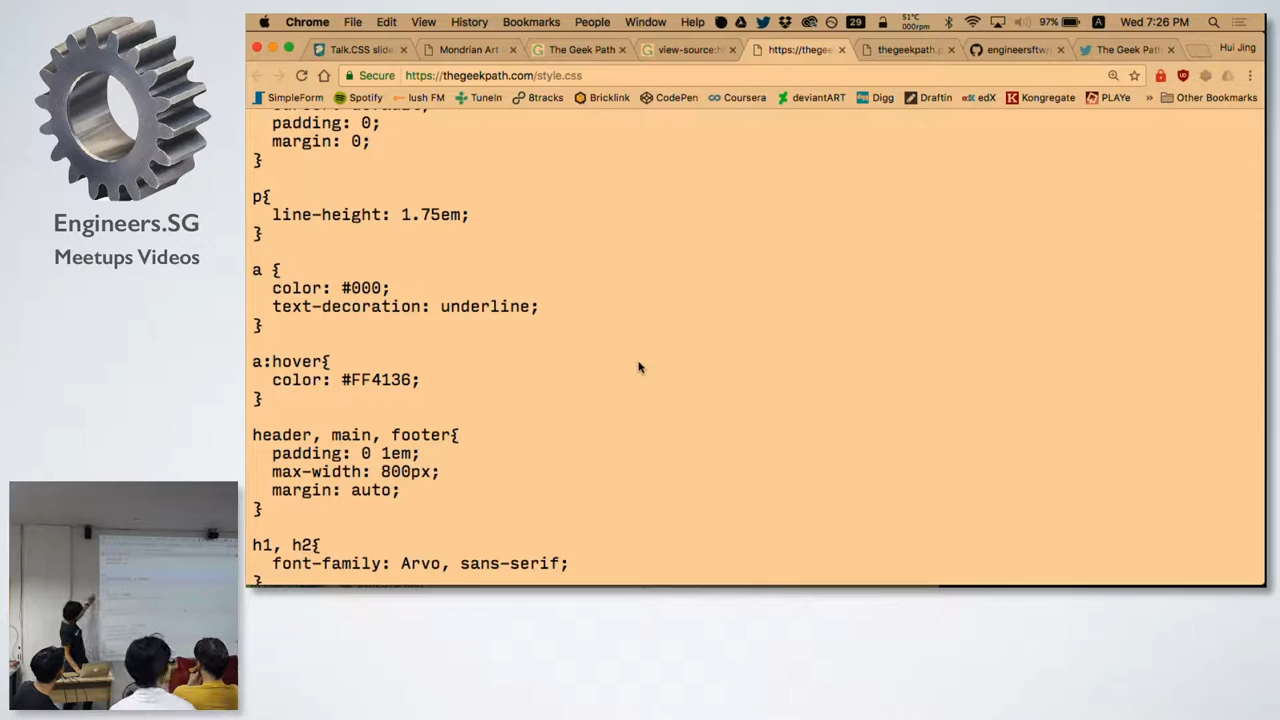 Chrome File Edit View History Bookmarks People Window Help 29 51°C 000rpm 97% A Wed 7:26 PM
Talk.CSS slide Mondrian Art i The Geek Path view-source:h https://thegee thegeekpath. engineersftw The Geek Path Hui Jing
Secure https://thegeekpath.com/style.css
SimpleForm Spotify lush FM TuneIn 8tracks Bricklink CodePen Coursera deviantART Digg Draftin edX Kongregate PLAYe » Other Bookmarks
padding: 0;
margin: 0;
}
p{
line-height: 1.75em;
}
a {
color: #000;
text-decoration: underline;
}
a:hover{
color: #FF4136;
}
header, main, footer{
padding: 0 1em;
max-width: 800px;
margin: auto;
}
h1, h2{
font-family: Arvo, sans-serif;
}
Engineers.SG
Meetups Videos